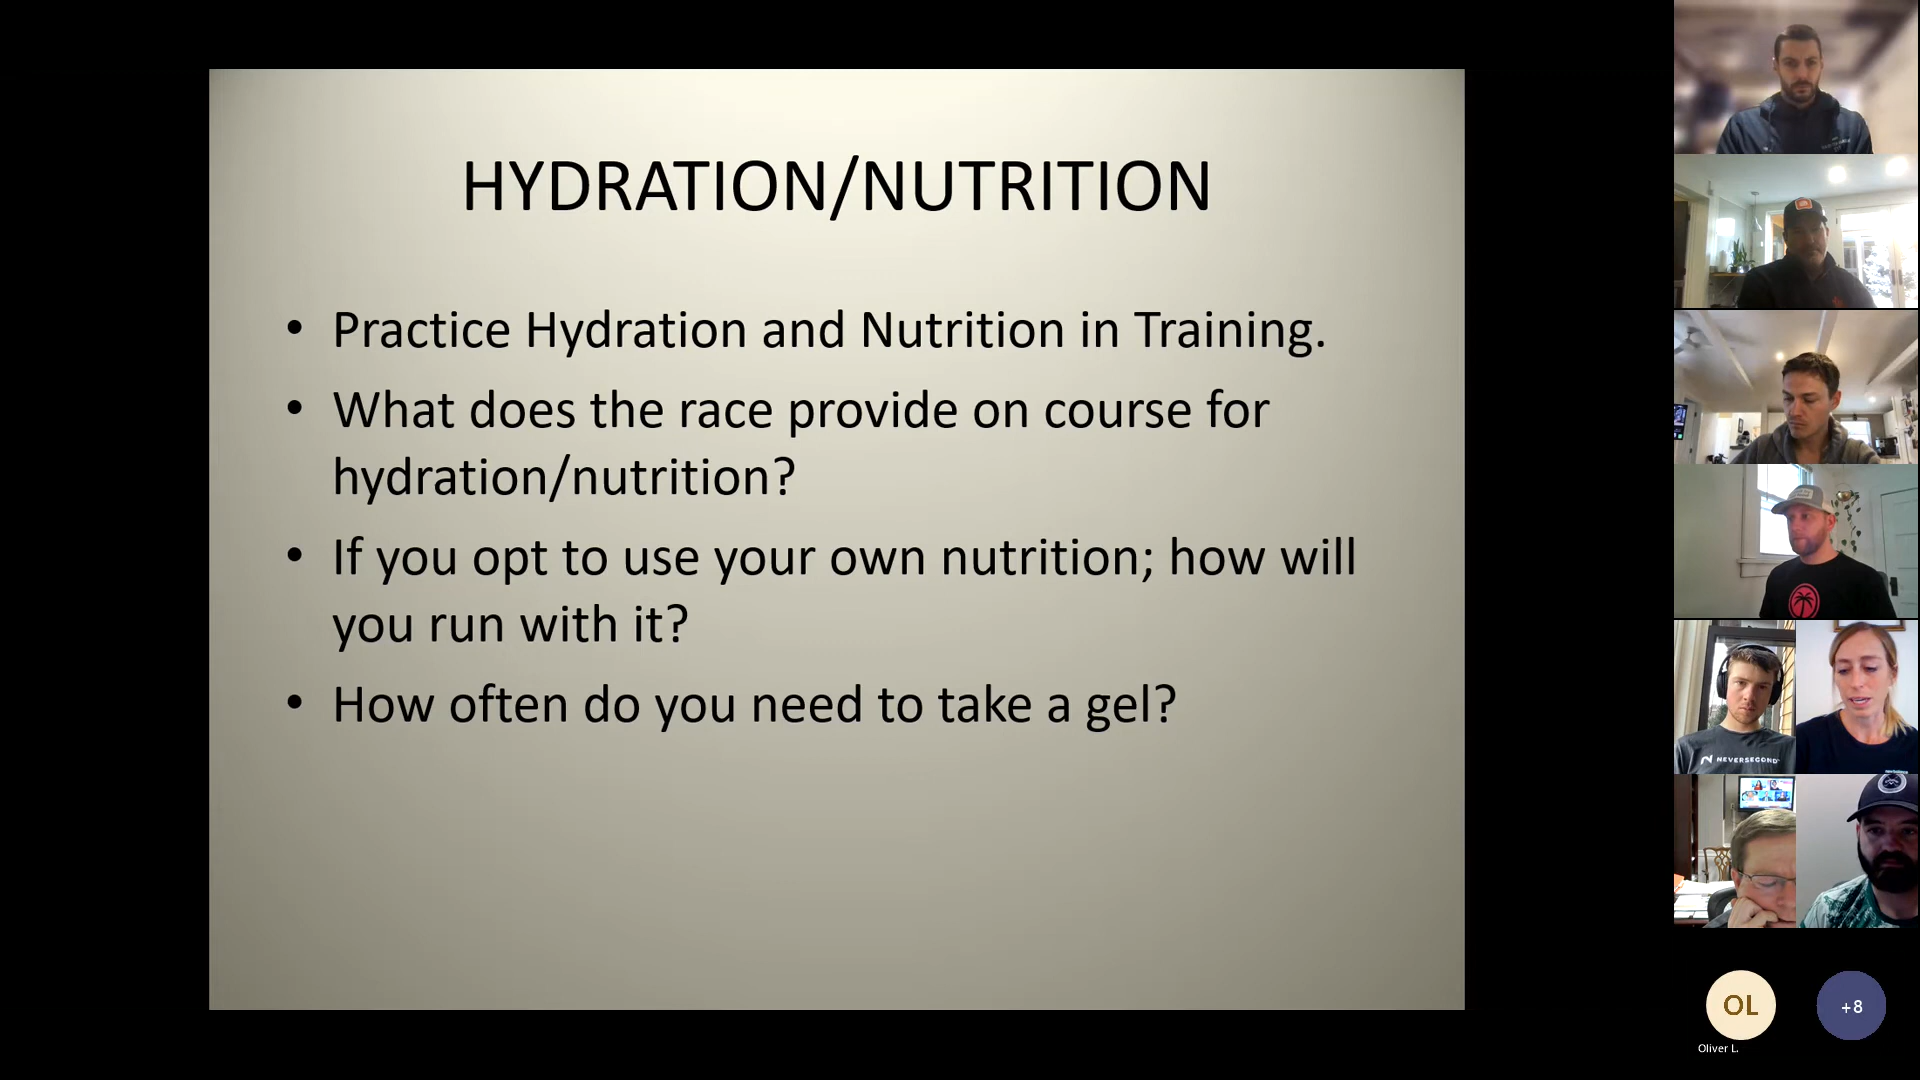 HYDRATION/NUTRITION
• Practice Hydration and Nutrition in Training.
• What does the race provide on course for
hydration/nutrition?
• If you opt to use your own nutrition; how will
you run with it?
• How often do you need to take a gel?
NEVERSECOND
OL
+8
Oliver L.